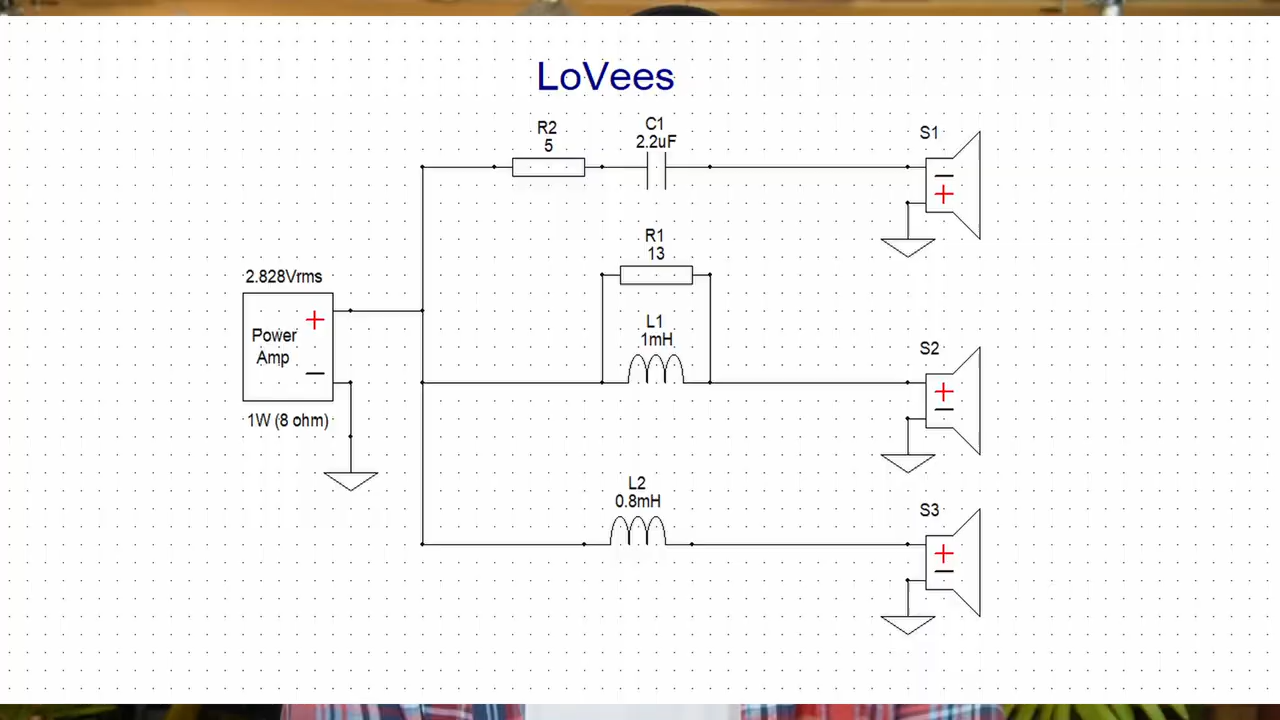 LoVees
R2
5
C1
2.2uF
S1
−
+
R1
13
2.828Vrms
+
Power
Amp
−
1W (8 ohm)
L1
1mH
S2
+
−
L2
0.8mH
S3
+
−